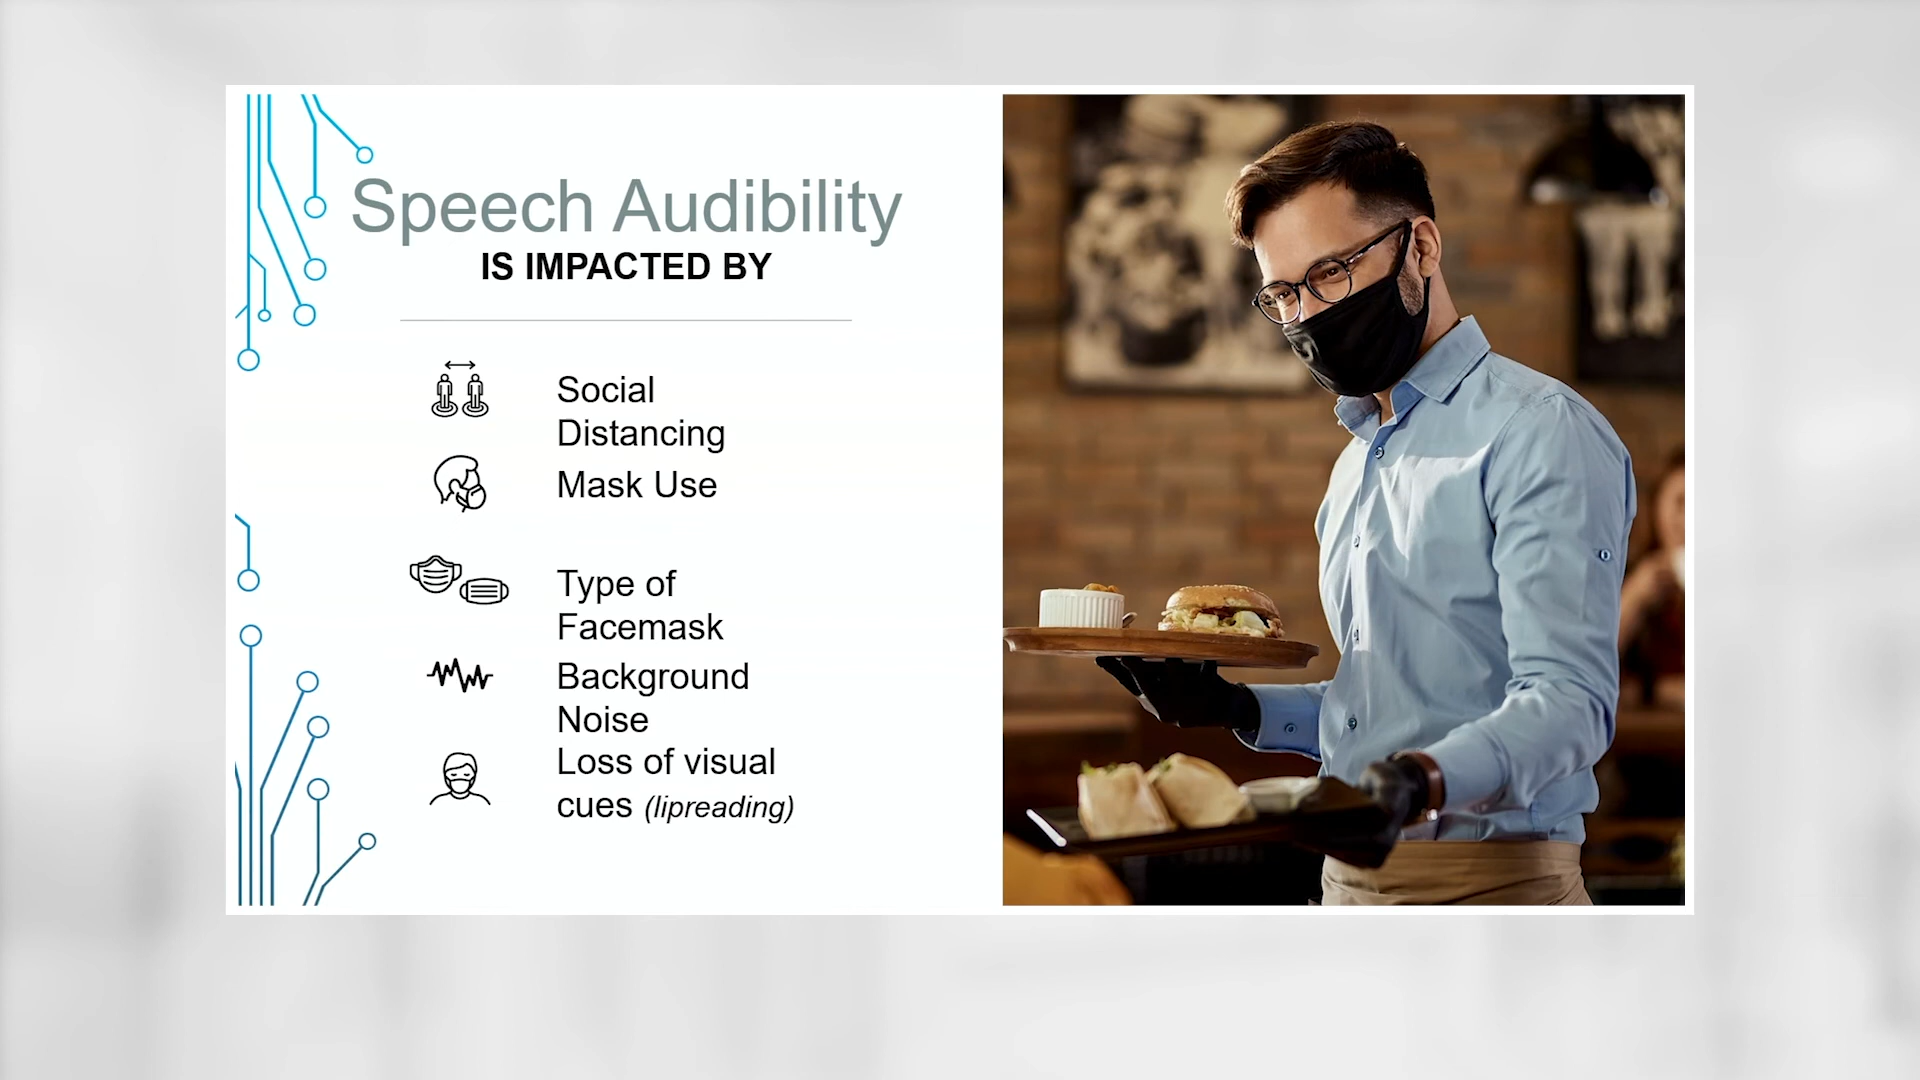 Speech Audibility
IS IMPACTED BY
Social
Distancing
Mask Use
Type of
Facemask
Background
Noise
Loss of visual
cues (lipreading)